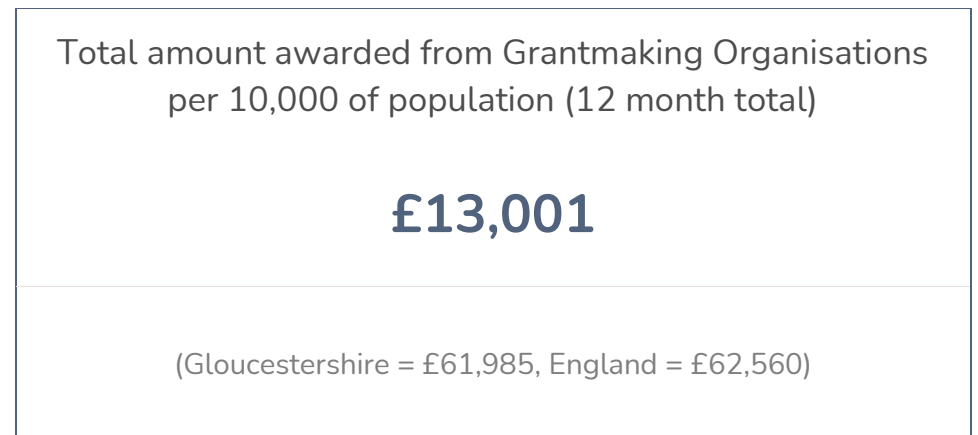 Total amount awarded from Grantmaking Organisations
per 10,000 of population (12 month total)
£13,001
(Gloucestershire = £61,985, England = £62,560)